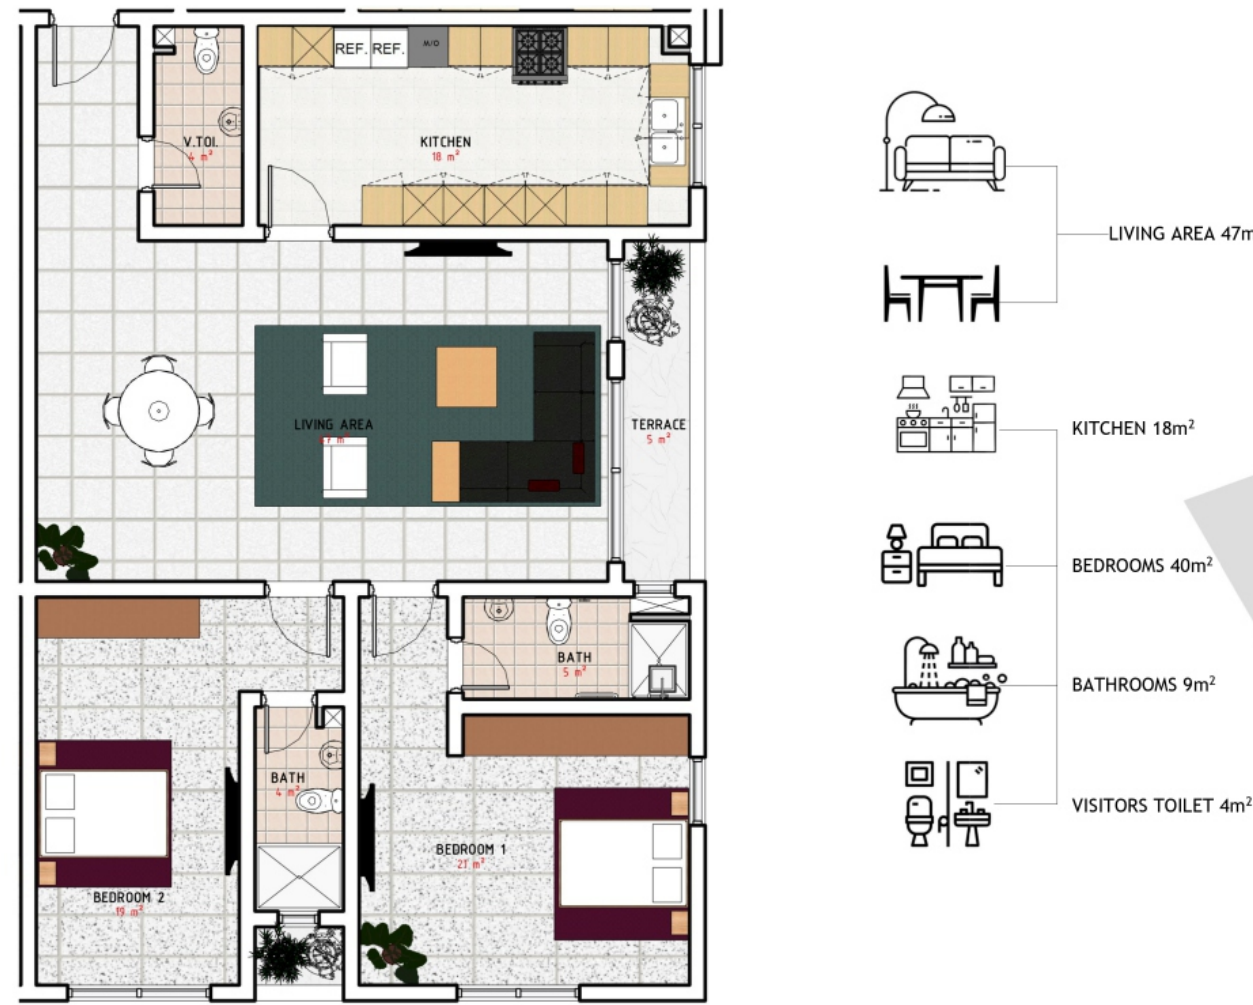 REF. REF. M/O
V.TOI.
4 m²
KITCHEN
18 m²
LIVING AREA
47 m²
TERRACE
5 m²
BATH
5 m²
BATH
4 m²
BEDROOM 1
21 m²
BEDROOM 2
19 m²
LIVING AREA 47m
KITCHEN 18m²
BEDROOMS 40m²
BATHROOMS 9m²
VISITORS TOILET 4m²